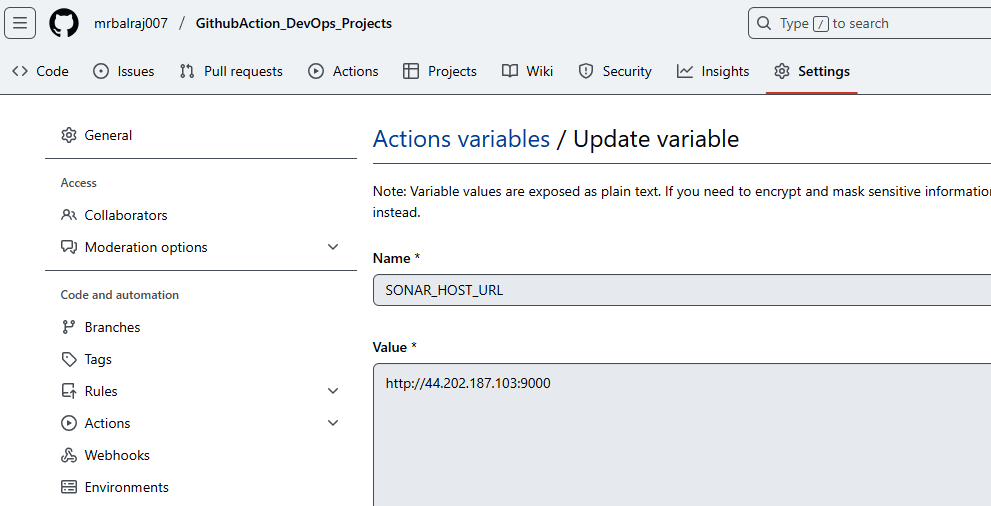 mrbalraj007 / GithubAction_DevOps_Projects
Type / to search
Code Issues Pull requests Actions Projects Wiki Security Insights Settings
General
Access
Collaborators
Moderation options
Code and automation
Branches
Tags
Rules
Actions
Webhooks
Environments
Actions variables / Update variable
Note: Variable values are exposed as plain text. If you need to encrypt and mask sensitive informatio
instead.
Name *
SONAR_HOST_URL
Value *
http://44.202.187.103:9000